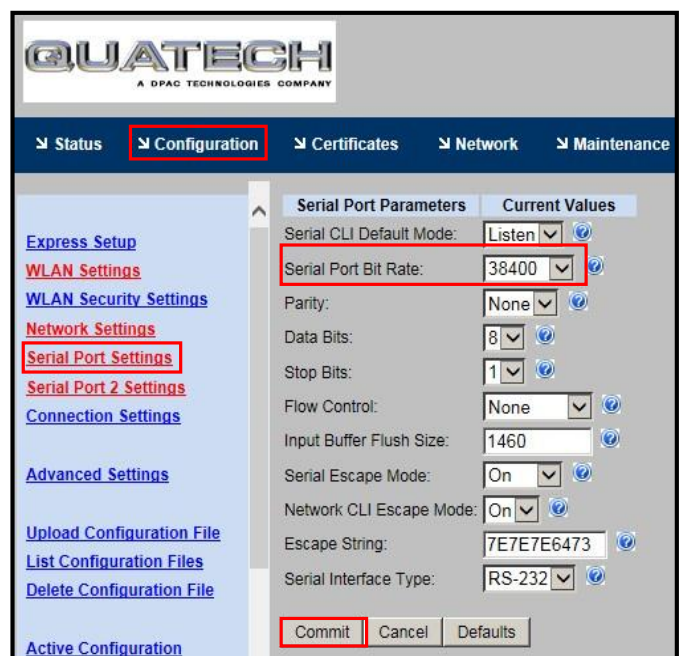 QUATECH
A DPAC TECHNOLOGIES COMPANY
Status Configuration Certificates Network Maintenance
Express Setup
WLAN Settings
WLAN Security Settings
Network Settings
Serial Port Settings
Serial Port 2 Settings
Connection Settings
Advanced Settings
Upload Configuration File
List Configuration Files
Delete Configuration File
Active Configuration
Serial Port Parameters Current Values
Serial CLI Default Mode: Listen
Serial Port Bit Rate: 38400
Parity: None
Data Bits: 8
Stop Bits: 1
Flow Control: None
Input Buffer Flush Size: 1460
Serial Escape Mode: On
Network CLI Escape Mode: On
Escape String: 7E7E7E6473
Serial Interface Type: RS-232
Commit Cancel Defaults